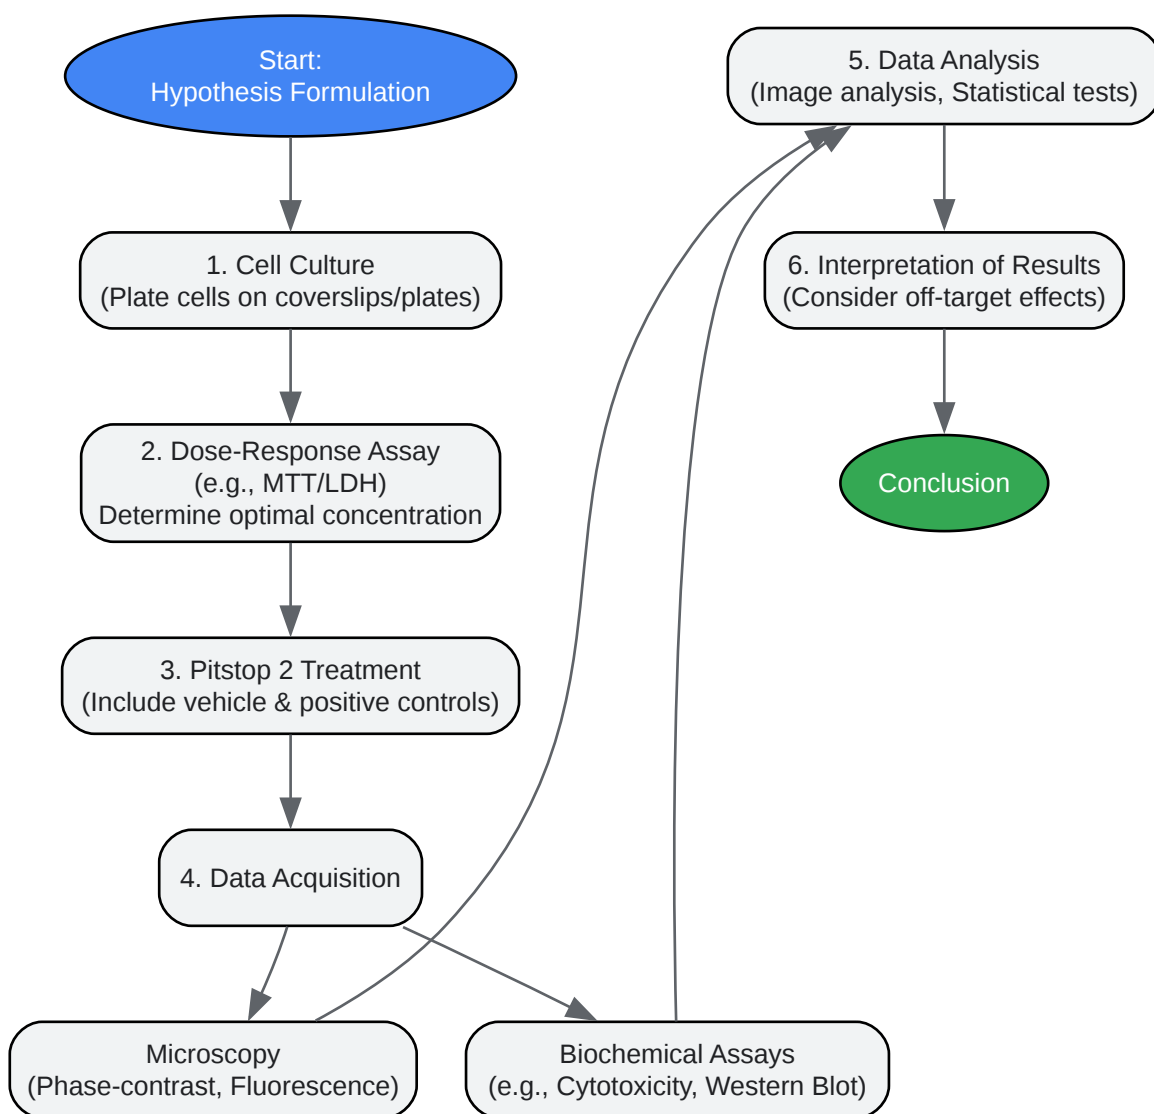 Start:
Hypothesis Formulation
1. Cell Culture
(Plate cells on coverslips/plates)
2. Dose-Response Assay
(e.g., MTT/LDH)
Determine optimal concentration
3. Pitstop 2 Treatment
(Include vehicle & positive controls)
4. Data Acquisition
Microscopy
(Phase-contrast, Fluorescence)
Biochemical Assays
(e.g., Cytotoxicity, Western Blot)
5. Data Analysis
(Image analysis, Statistical tests)
6. Interpretation of Results
(Consider off-target effects)
Conclusion